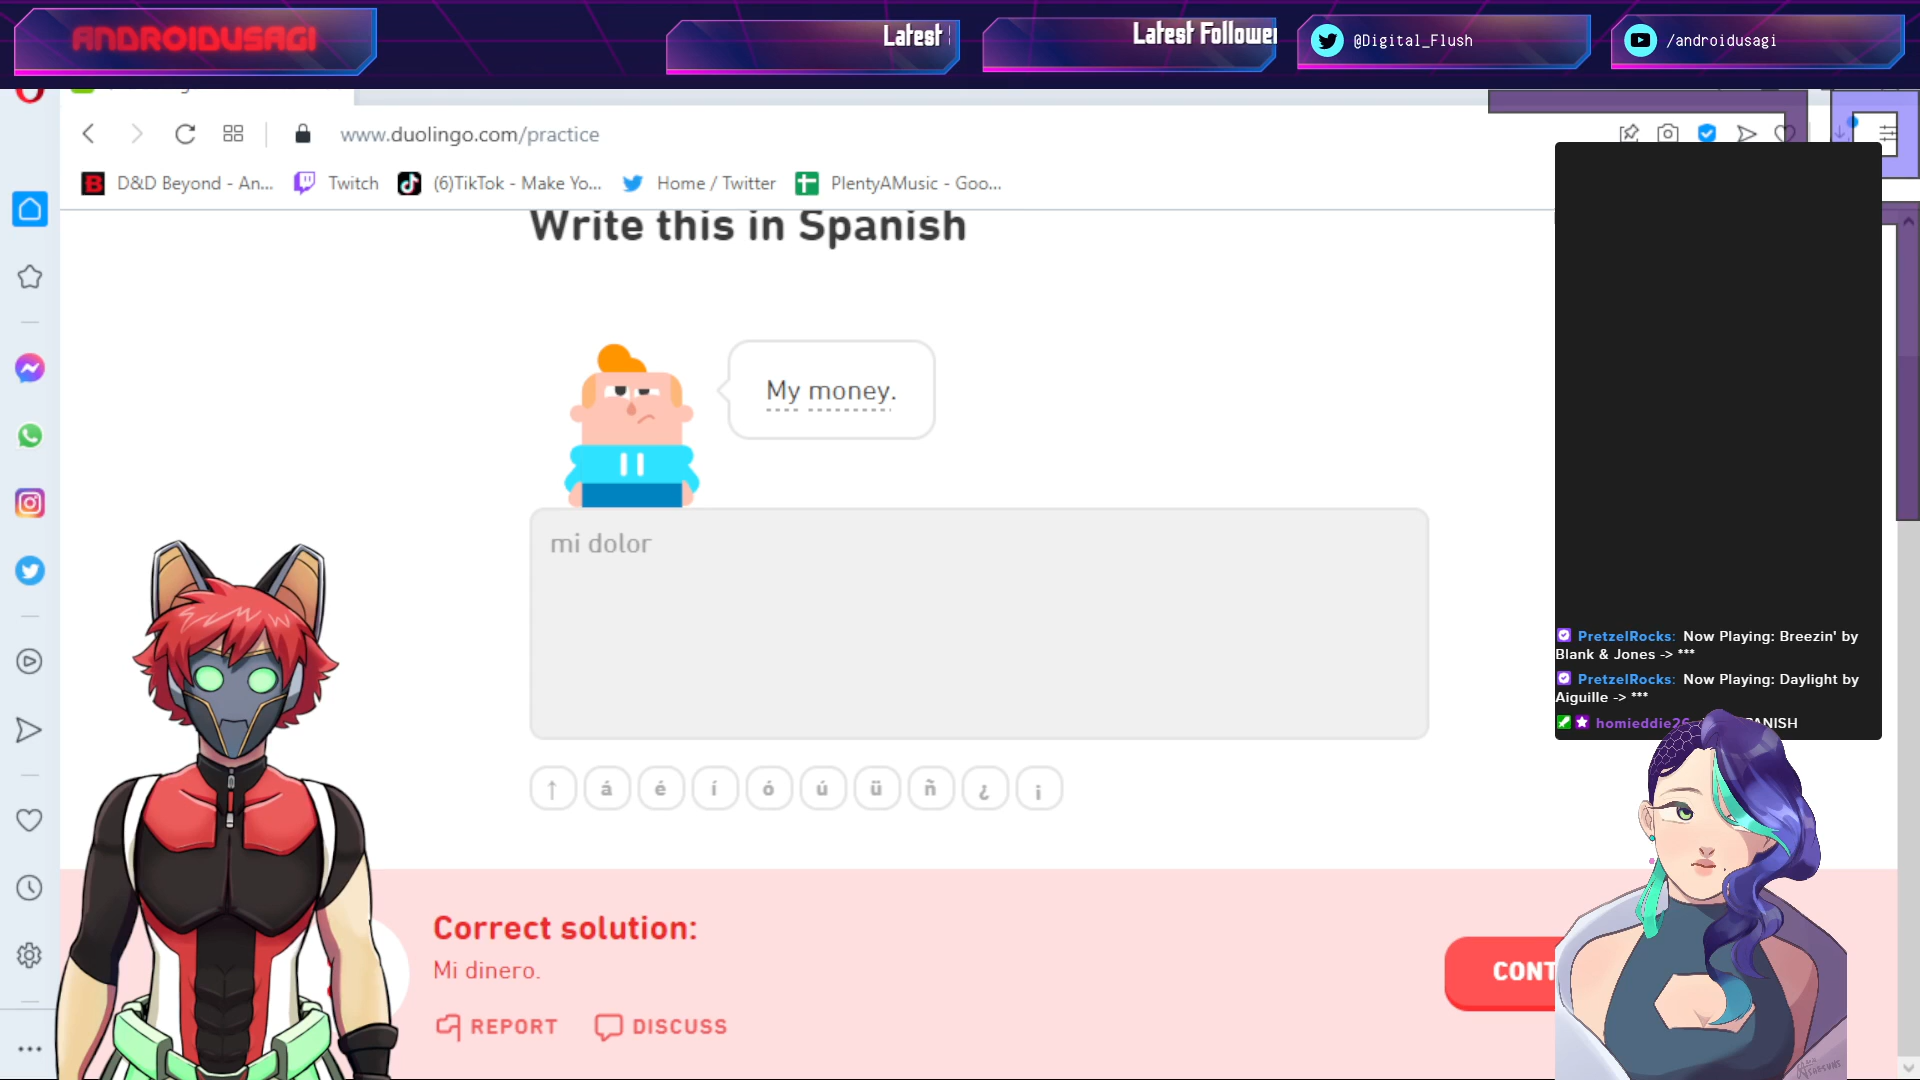 ANDROIDUSAGI
Latest
Latest Follower
@Digital_Flush
/androidusagi
www.duolingo.com/practice
D&D Beyond - An...
Twitch
(6)TikTok - Make Yo...
Home / Twitter
PlentyAMusic - Goo...
Write this in Spanish
My money.
mi dolor
↑ á é í ó ú ü ñ ¿ ¡
PretzelRocks: Now Playing: Breezin' by
Blank & Jones -> ***
PretzelRocks: Now Playing: Daylight by
Aiguille -> ***
homieddie26
Correct solution:
Mi dinero.
CONT
REPORT
DISCUSS